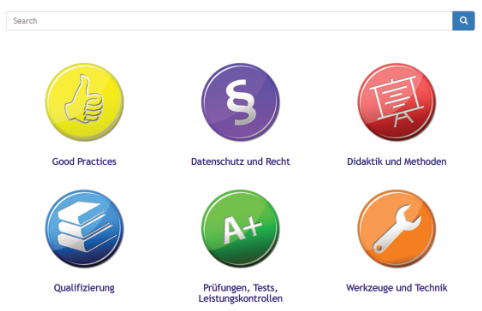 Search
Good Practices
Datenschutz und Recht
Didaktik und Methoden
§
A+
Qualifizierung
Prüfungen, Tests,
Leistungskontrollen
Werkzeuge und Technik